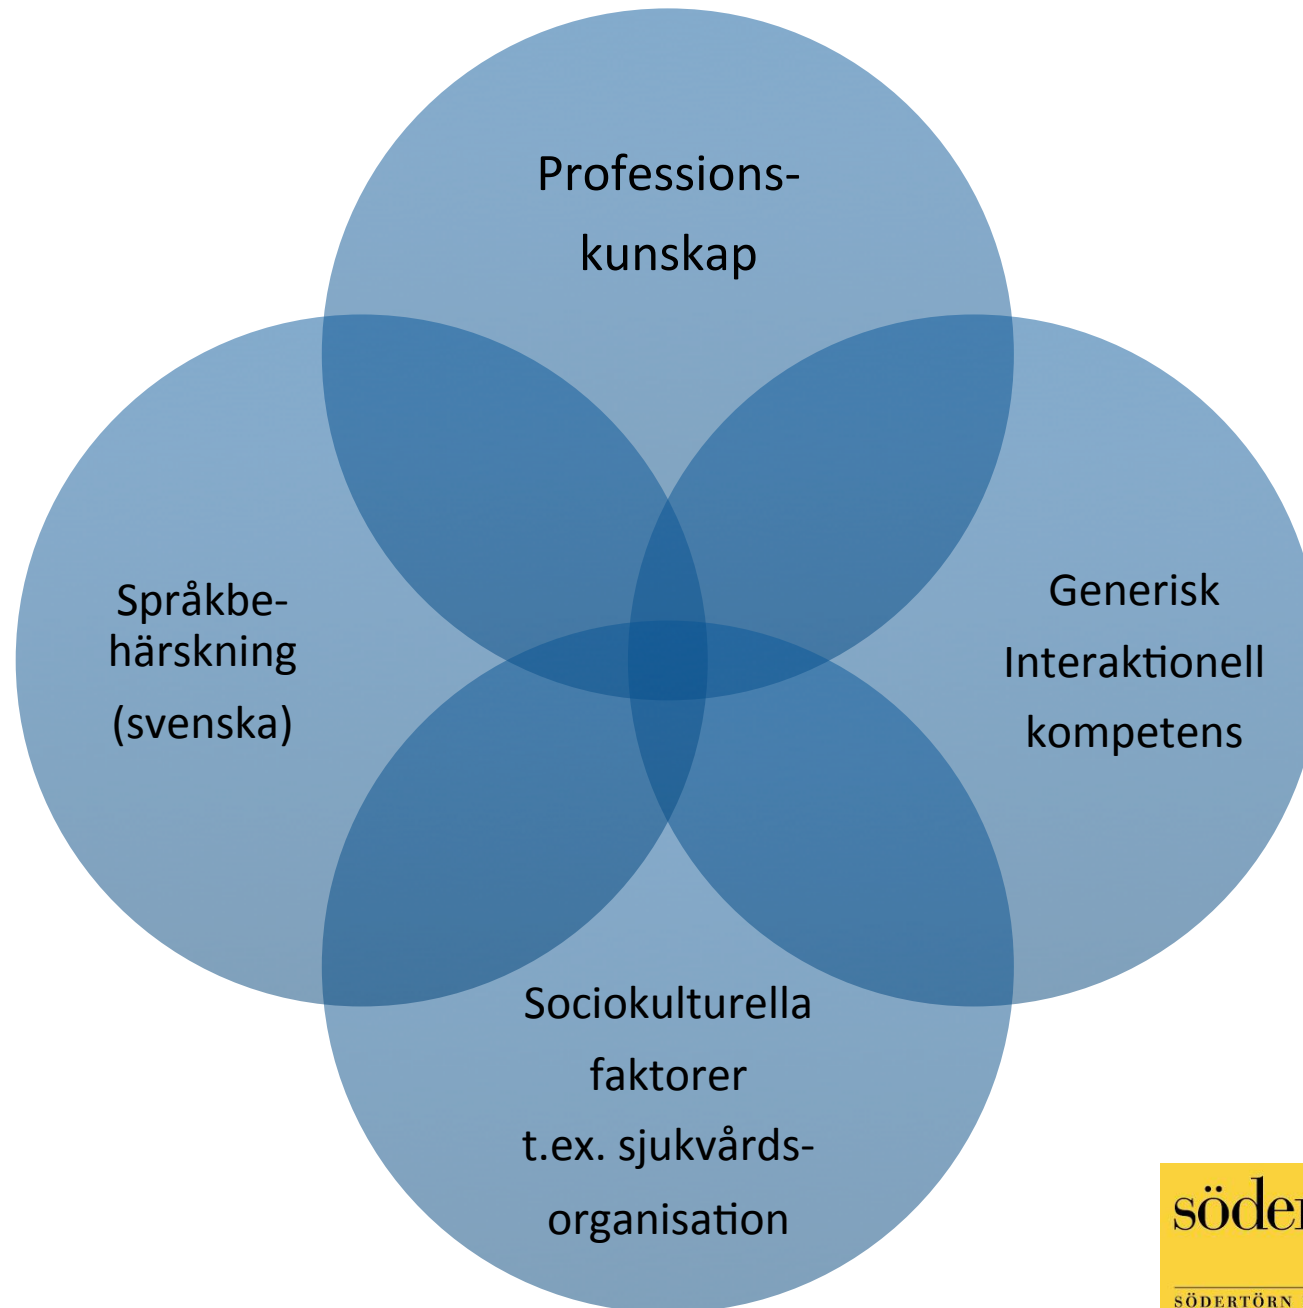 Professions-
kunskap
Språkbe-
härskning
(svenska)
Generisk
Interaktionell
kompetens
Sociokulturella
faktorer
t.ex. sjukvårds-
organisation
SÖDERTÖRN